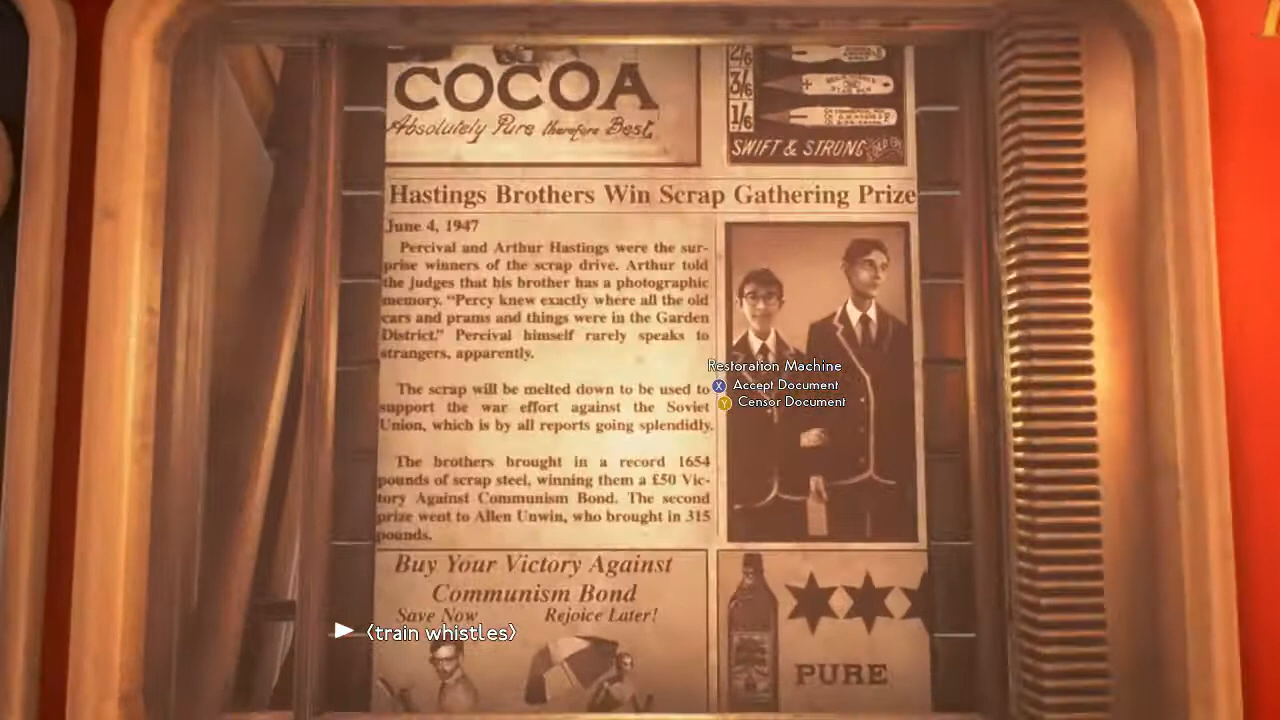 COCOA
Absolutely Pure therefore Best,
2/6
3/6
1/6
SWIFT & STRONG
Hastings Brothers Win Scrap Gathering Prize
June 4, 1947
Percival and Arthur Hastings were the sur-
prise winners of the scrap drive. Arthur told
the judges that his brother has a photographic
memory. “Percy knew exactly where all the old
cars and prams and things were in the Garden
District.” Percival himself rarely speaks to
strangers, apparently.
The scrap will be melted down to be used to
support the war effort against the Soviet
Union, which is by all reports going splendidly.
The brothers brought in a record 1654
pounds of scrap steel, winning them a £50 Vic-
tory Against Communism Bond. The second
prize went to Allen Unwin, who brought in 315
pounds.
Restoration Machine
X Accept Document
Y Censor Document
Buy Your Victory Against
Communism Bond
Save Now Rejoice Later!
PURE
(train whistles)